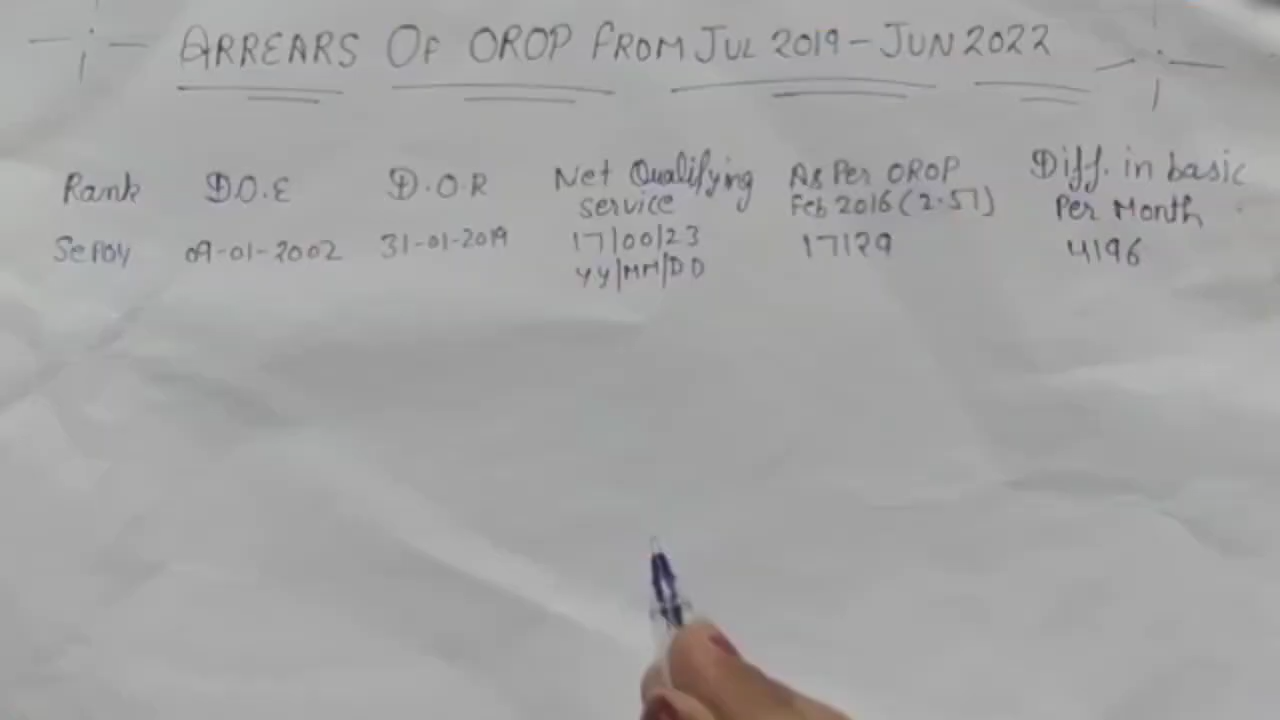 ARREARS OF OROP FROM JUL 2019 - JUN 2022
Rank D.O.E D.O.R Net Qualifying service As Per OROP Feb 2016 (2.57) Diff. in basic Per Month
Sepoy 09-01-2002 31-01-2019 17/00/23 17129 4196
YY/MM/DD